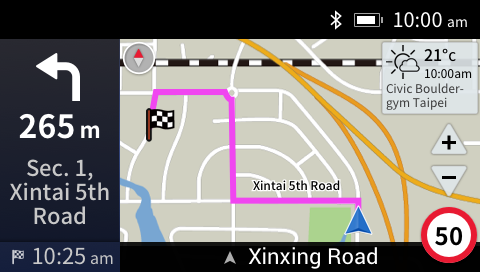 10:00 am
265 m
Sec. 1,
Xintai 5th
Road
10:25 am
21°C
10:00am
Civic Boulder-
gym Taipei
Xintai 5th Road
+
−
50
Xinxing Road